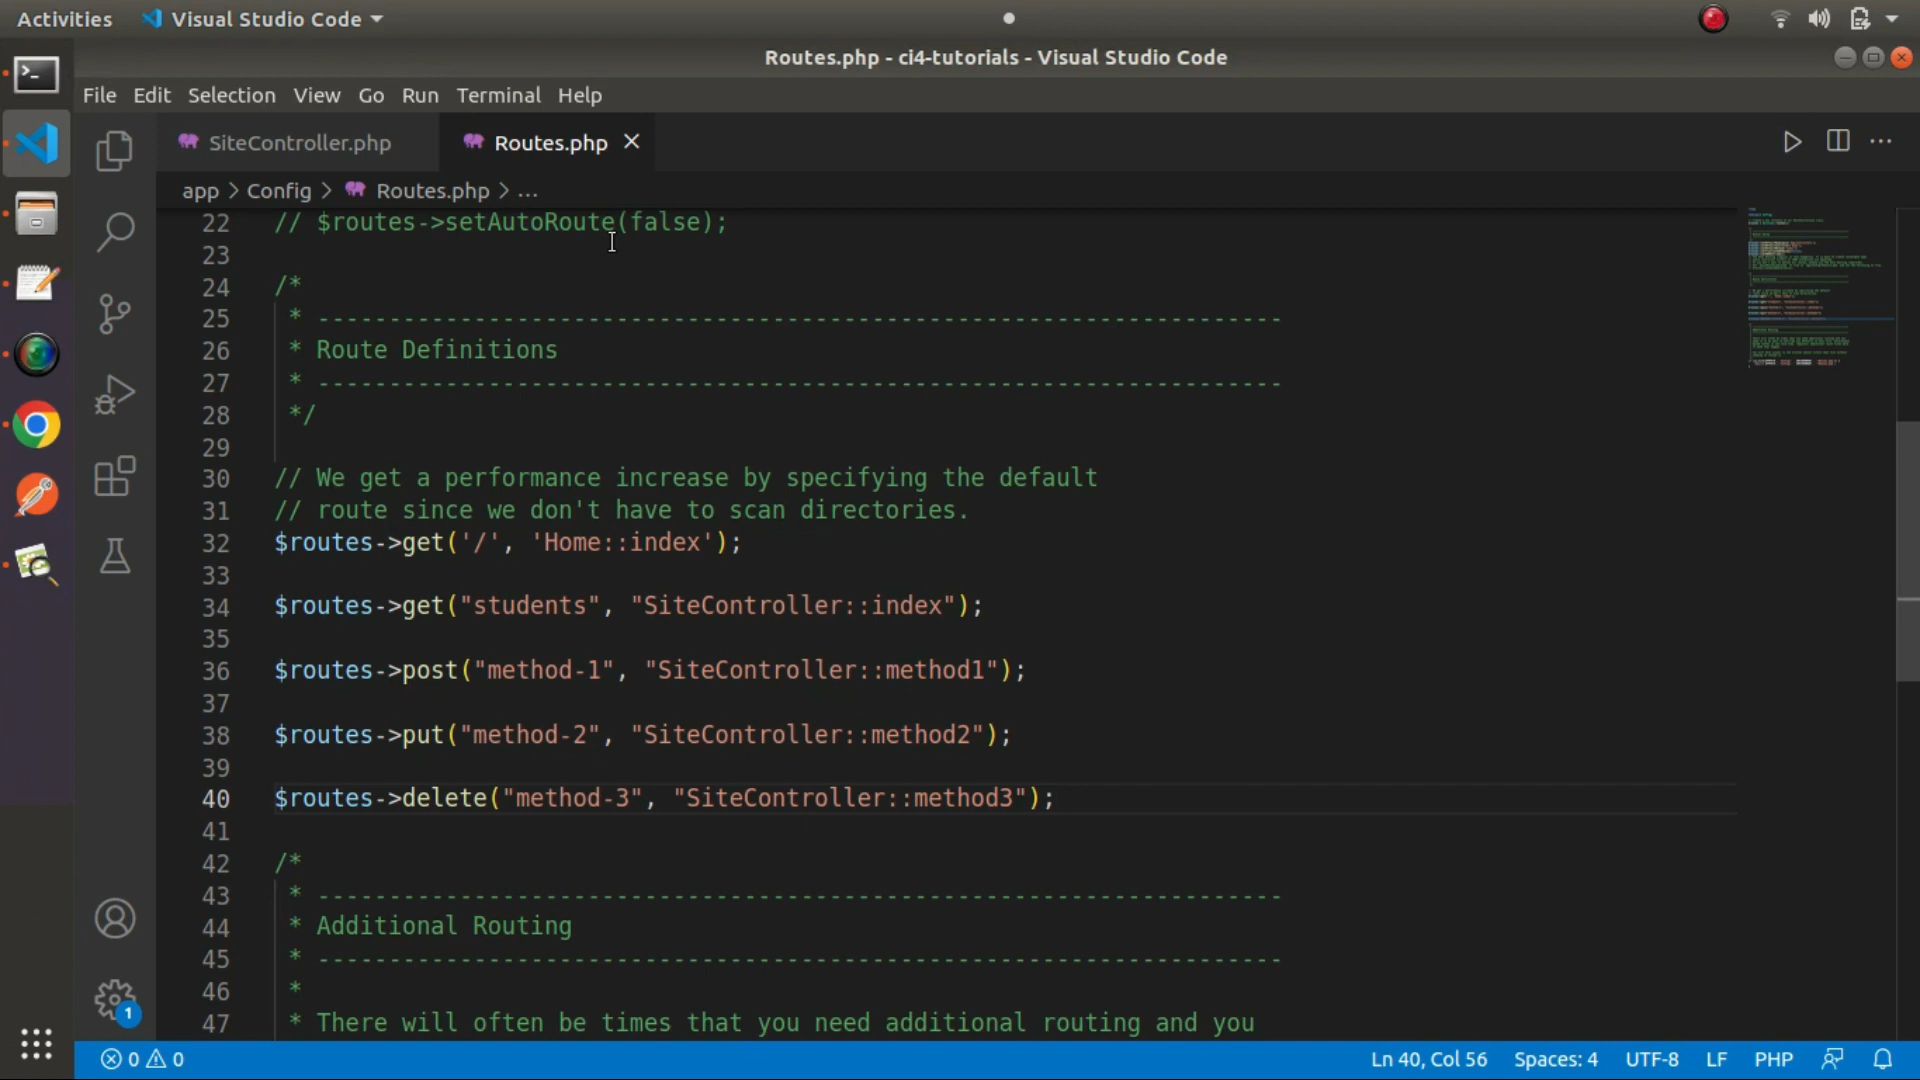 Activities Visual Studio Code
Routes.php - ci4-tutorials - Visual Studio Code
File Edit Selection View Go Run Terminal Help
SiteController.php Routes.php
app > Config > Routes.php > ...
22 // $routes->setAutoRoute(false);
23
24 /*
25 * --------------------------------------------------------------------
26 * Route Definitions
27 * --------------------------------------------------------------------
28 */
29
30 // We get a performance increase by specifying the default
31 // route since we don't have to scan directories.
32 $routes->get('/', 'Home::index');
33
34 $routes->get("students", "SiteController::index");
35
36 $routes->post("method-1", "SiteController::method1");
37
38 $routes->put("method-2", "SiteController::method2");
39
40 $routes->delete("method-3", "SiteController::method3");
41
42 /*
43 * --------------------------------------------------------------------
44 * Additional Routing
45 * --------------------------------------------------------------------
46 *
47 * There will often be times that you need additional routing and you
1
0 0 Ln 40, Col 56 Spaces: 4 UTF-8 LF PHP